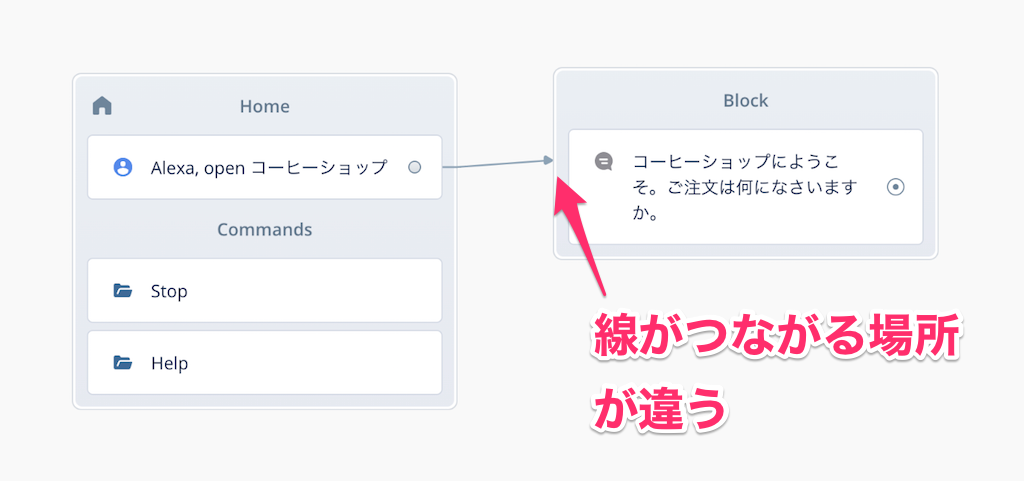 Home
Alexa, open コーヒーショップ
Commands
Stop
Help
Block
コーヒーショップにようこ
そ。ご注文は何になさいます
か。
線がつながる場所
が違う